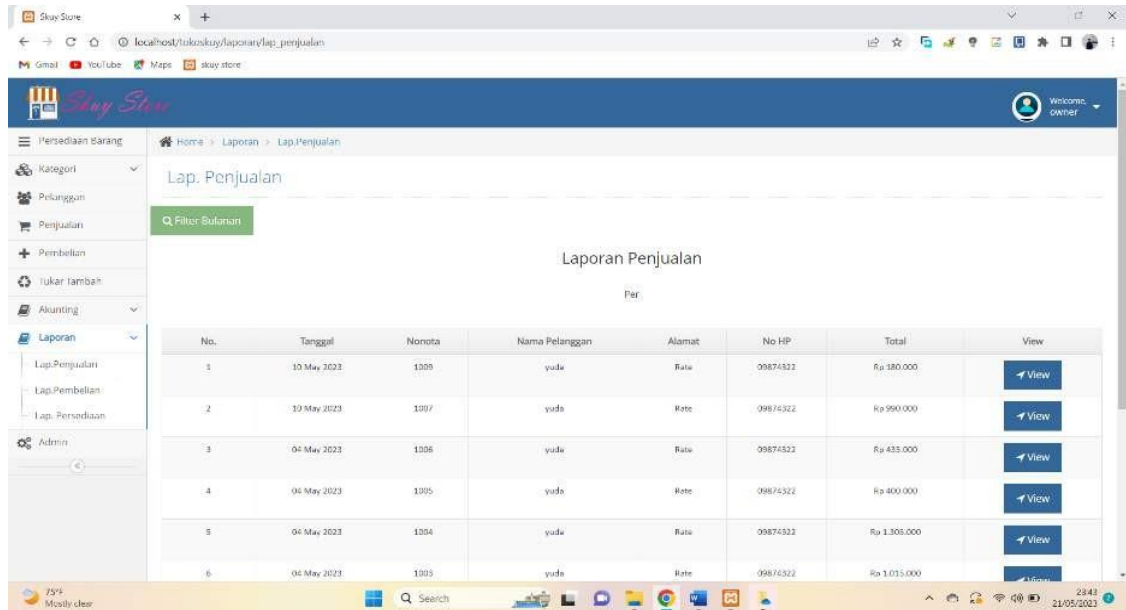 Skuy Store
localhost/tokoskuy/laporan/lap_penjualan
Gmail YouTube Maps skuy store
Skuy Store
Welcome,
owner
Persediaan Barang
Home > Laporan > Lap.Penjualan
Kategori
Lap. Penjualan
Pelanggan
Penjualan
Filter Bulanan
Pembelian
Laporan Penjualan
Tukar Tambah
Per
Akunting
Laporan
No. Tanggal Nonota Nama Pelanggan Alamat No HP Total View
Lap.Penjualan
1 10 May 2023 1009 yuda Rate 09874322 Rp 180.000 View
Lap.Pembelian
2 10 May 2023 1007 yuda Rate 09874322 Rp 990.000 View
Lap. Persediaan
Admin
3 04 May 2023 1006 yuda Rate 09874322 Rp 435.000 View
4 04 May 2023 1005 yuda Rate 09874322 Rp 400.000 View
5 04 May 2023 1004 yuda Rate 09874322 Rp 1.305.000 View
6 04 May 2023 1003 yuda Rate 09874322 Rp 1.015.000 View
75°F
Mostly clear
Search
23:43
21/05/2023